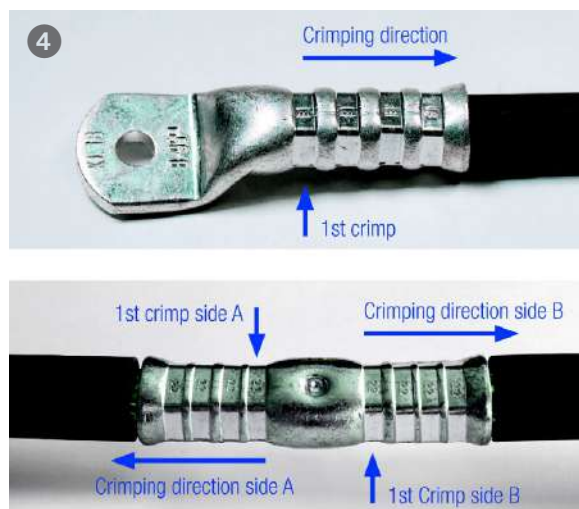 4
Crimping direction
1st crimp
1st crimp side A
Crimping direction side B
Crimping direction side A
1st Crimp side B